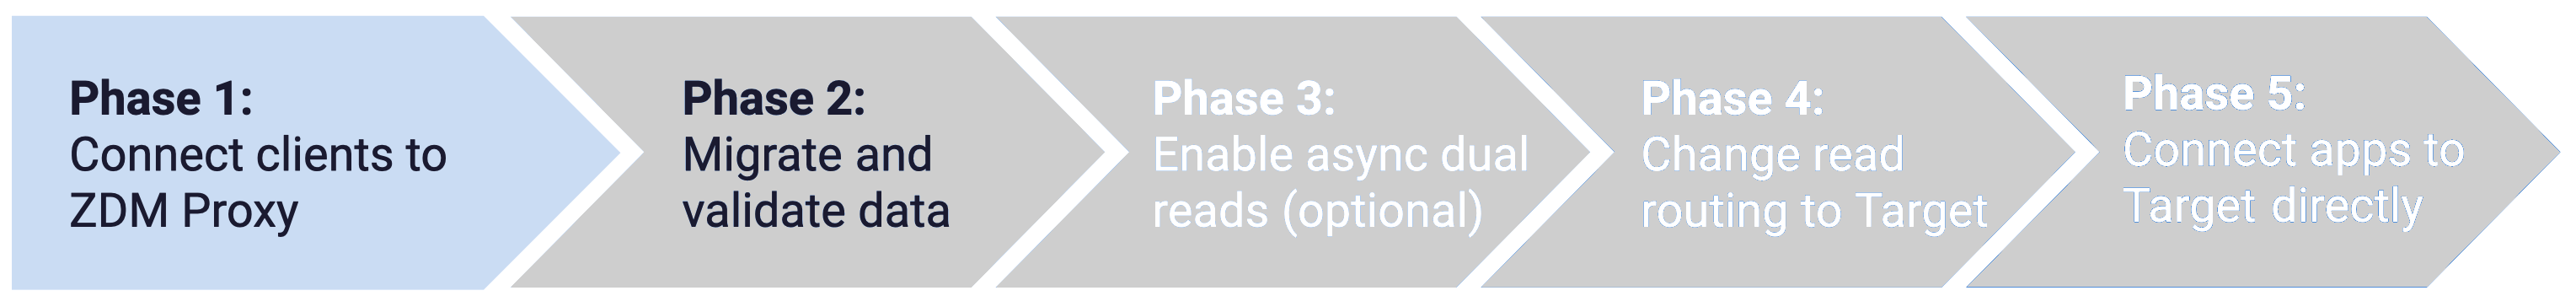 Phase 1:
Connect clients to
ZDM Proxy
Phase 2:
Migrate and
validate data
Phase 3:
Enable async dual
reads (optional)
Phase 4:
Change read
routing to Target
Phase 5:
Connect apps to
Target directly